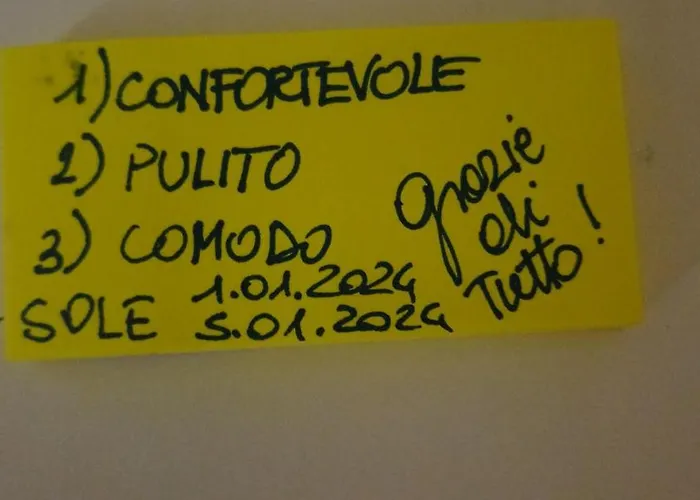 1) CONFORTEVOLE
2) PULITO
3) COMODO
1.01.2024
SOLE 5.01.2024
Grazie
di
Tutto!